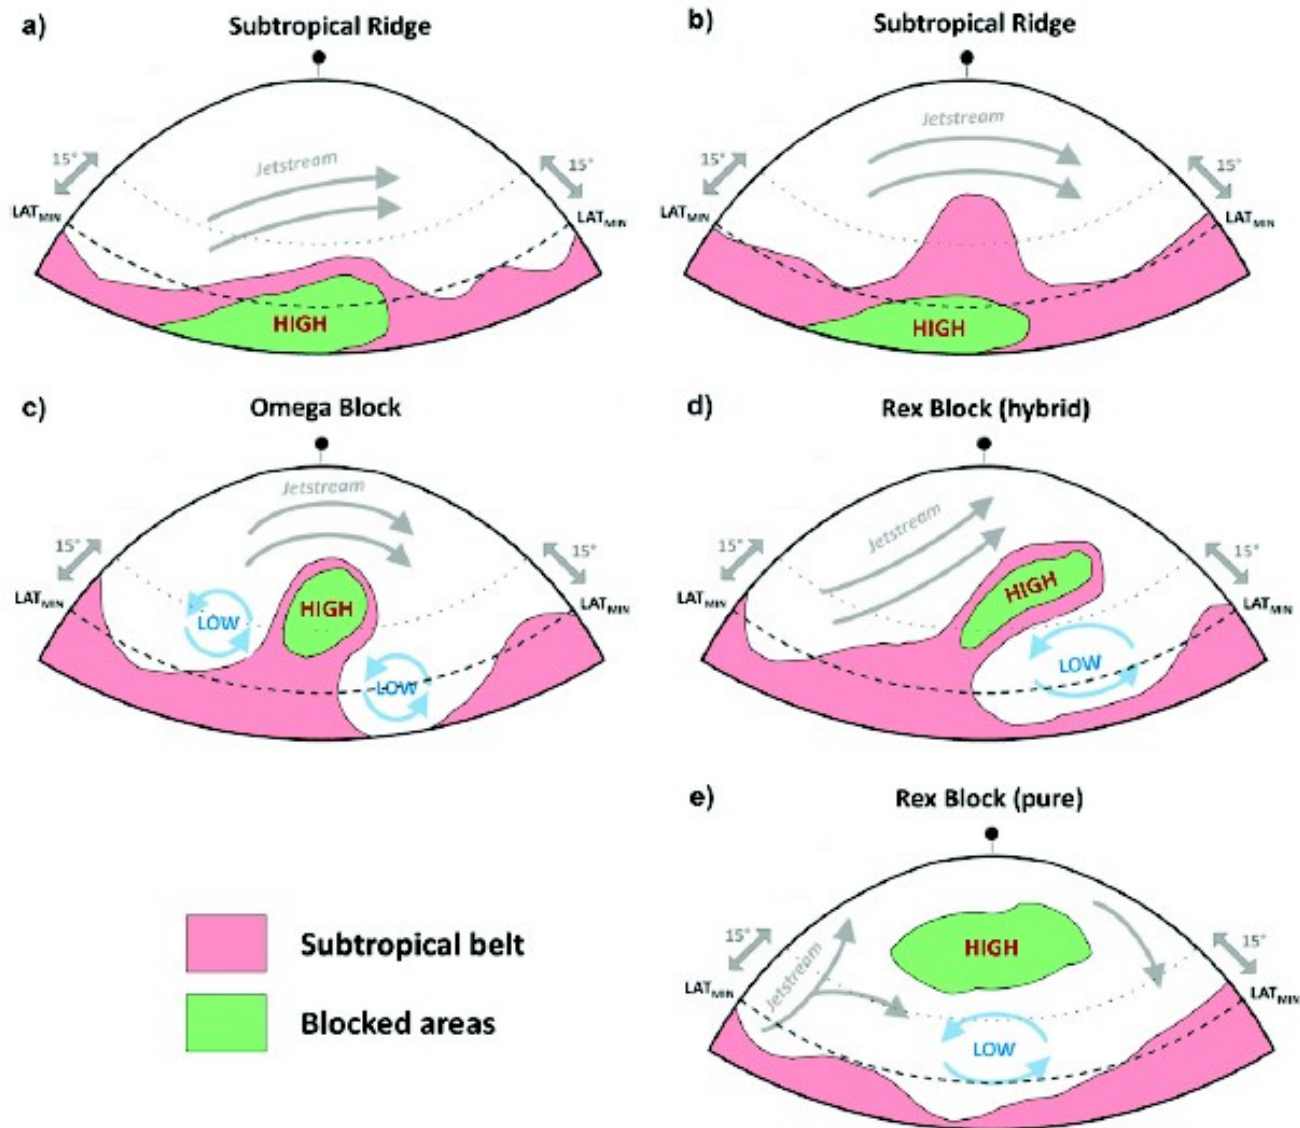 a)
Subtropical Ridge
15°
Jetstream
15°
LATMIN
LATMIN
HIGH
b)
Subtropical Ridge
Jetstream
15°
15°
LATMIN
LATMIN
HIGH
c)
Omega Block
Jetstream
15°
15°
LATMIN
LATMIN
LOW
HIGH
LOW
d)
Rex Block (hybrid)
Jetstream
15°
15°
LATMIN
LATMIN
HIGH
LOW
e)
Rex Block (pure)
15°
Jetstream
HIGH
15°
LATMIN
LATMIN
LOW
Subtropical belt
Blocked areas